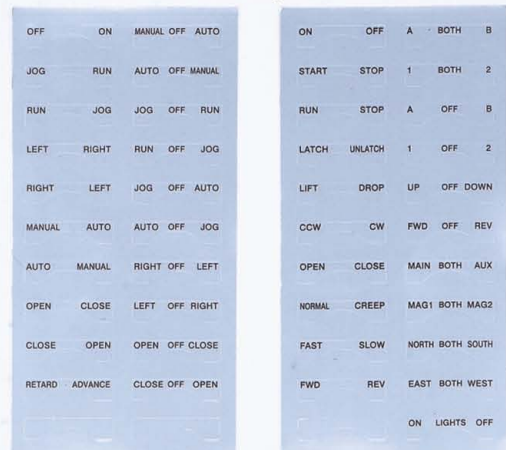 OFF ON MANUAL OFF AUTO
JOG RUN AUTO OFF MANUAL
RUN JOG JOG OFF RUN
LEFT RIGHT RUN OFF JOG
RIGHT LEFT JOG OFF AUTO
MANUAL AUTO AUTO OFF JOG
AUTO MANUAL RIGHT OFF LEFT
OPEN CLOSE LEFT OFF RIGHT
CLOSE OPEN OPEN OFF CLOSE
RETARD ADVANCE CLOSE OFF OPEN
ON OFF A BOTH B
START STOP 1 BOTH 2
RUN STOP A OFF B
LATCH UNLATCH 1 OFF 2
LIFT DROP UP OFF DOWN
CCW CW FWD OFF REV
OPEN CLOSE MAIN BOTH AUX
NORMAL CREEP MAG1 BOTH MAG2
FAST SLOW NORTH BOTH SOUTH
FWD REV EAST BOTH WEST
ON LIGHTS OFF